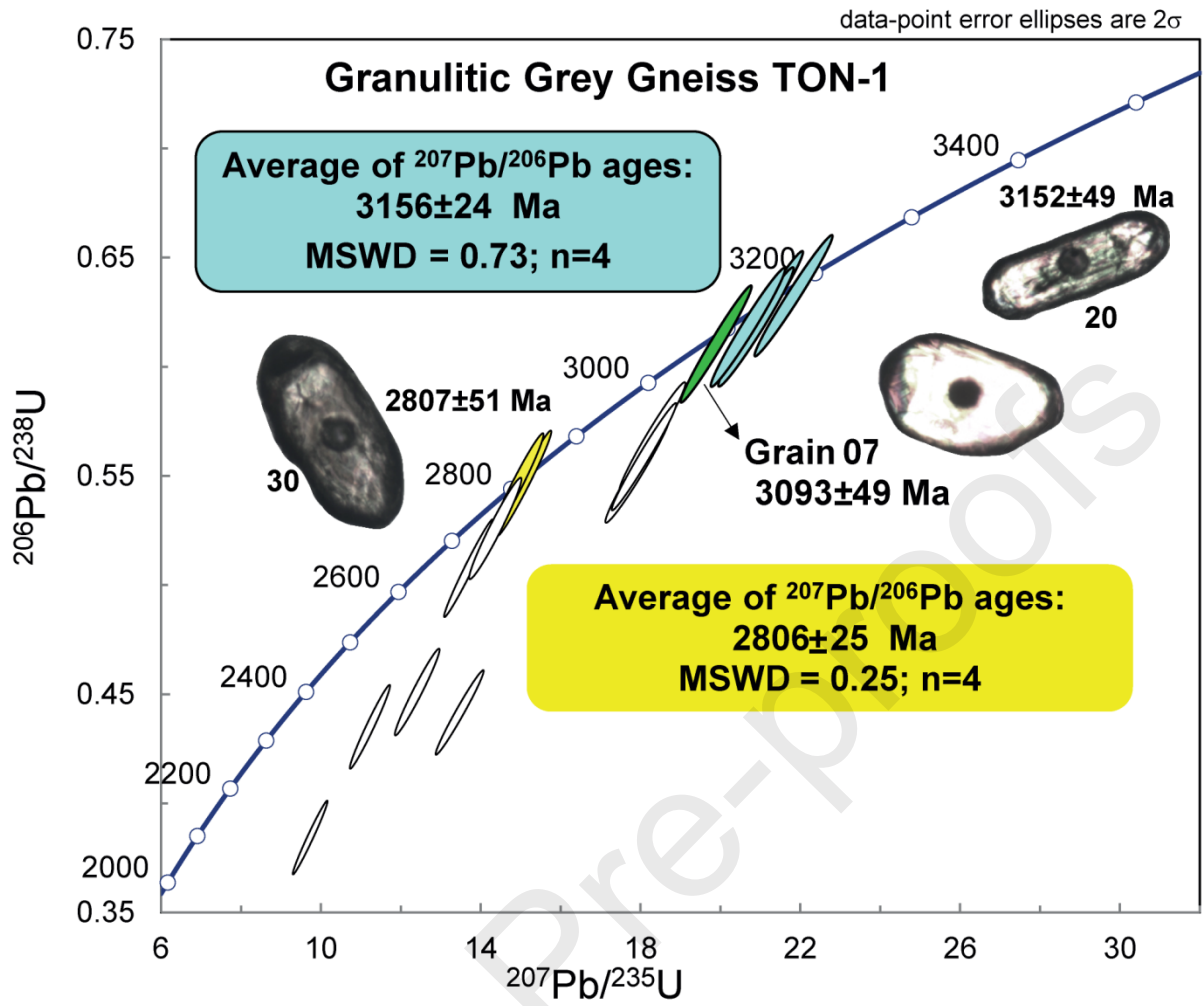 data-point error ellipses are 2σ
Granulitic Grey Gneiss TON-1
Average of ²⁰⁷Pb/²⁰⁶Pb ages:
3156±24 Ma
MSWD = 0.73; n=4
3400
3152±49 Ma
20
3200
3000
2807±51 Ma
30
2800
Grain 07
3093±49 Ma
2600
Average of ²⁰⁷Pb/²⁰⁶Pb ages:
2806±25 Ma
MSWD = 0.25; n=4
2400
2200
2000
0.75
0.65
0.55
0.45
0.35
²⁰⁶Pb/²³⁸U
6
10
14
18
22
26
30
²⁰⁷Pb/²³⁵U
Pre-proofs